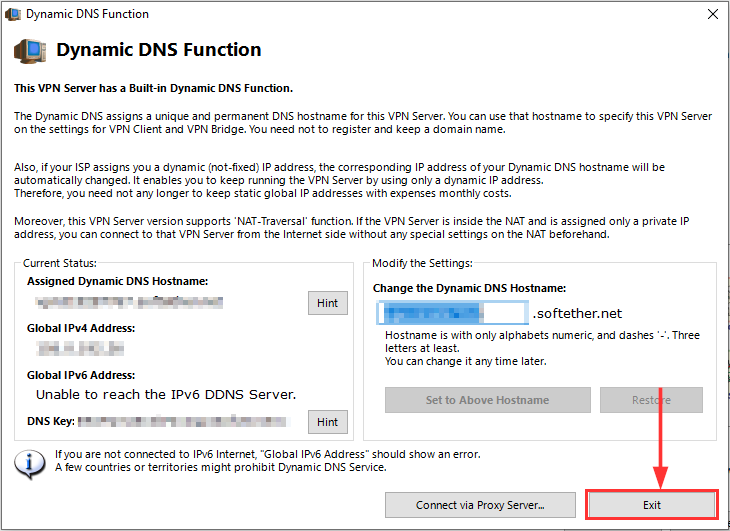 Dynamic DNS Function
Dynamic DNS Function
This VPN Server has a Built-in Dynamic DNS Function.
The Dynamic DNS assigns a unique and permanent DNS hostname for this VPN Server. You can use that hostname to specify this VPN Server
on the settings for VPN Client and VPN Bridge. You need not to register and keep a domain name.
Also, if your ISP assigns you a dynamic (not-fixed) IP address, the corresponding IP address of your Dynamic DNS hostname will be
automatically changed. It enables you to keep running the VPN Server by using only a dynamic IP address.
Therefore, you need not any longer to keep static global IP addresses with expenses monthly costs.
Moreover, this VPN Server version supports 'NAT-Traversal' function. If the VPN Server is inside the NAT and is assigned only a private IP
address, you can connect to that VPN Server from the Internet side without any special settings on the NAT beforehand.
Current Status:
Assigned Dynamic DNS Hostname:
Hint
Global IPv4 Address:
Global IPv6 Address:
Unable to reach the IPv6 DDNS Server.
DNS Key:
Hint
Modify the Settings:
Change the Dynamic DNS Hostname:
.softether.net
Hostname is with only alphabets numeric, and dashes '-'. Three
letters at least.
You can change it any time later.
Set to Above Hostname
Restore
If you are not connected to IPv6 Internet, "Global IPv6 Address" should show an error.
A few countries or territories might prohibit Dynamic DNS Service.
Connect via Proxy Server...
Exit